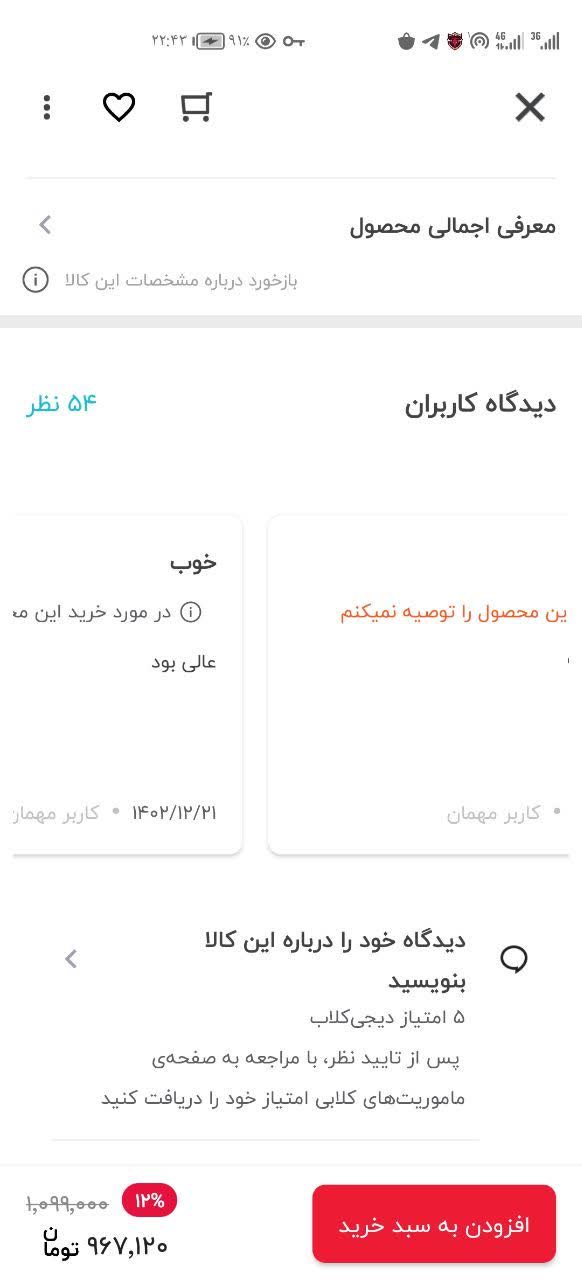 ۲۲:۴۳ ۹۱٪ 4G 3G
معرفی اجمالی محصول
بازخورد درباره مشخصات این کالا
دیدگاه کاربران
۵۴ نظر
ین محصول را توصیه نمیکنم
کاربر مهمان
خوب
در مورد خرید این مح
عالی بود
۱۴۰۲/۱۲/۲۱ • کاربر مهمان
دیدگاه خود را درباره این کالا
بنویسید
۵ امتیاز دیجی‌کلاب
پس از تایید نظر، با مراجعه به صفحه‌ی
ماموریت‌های کلابی امتیاز خود را دریافت کنید
افزودن به سبد خرید
۱۲% ۱,۰۹۹,۰۰۰
۹۶۷,۱۲۰ تومان